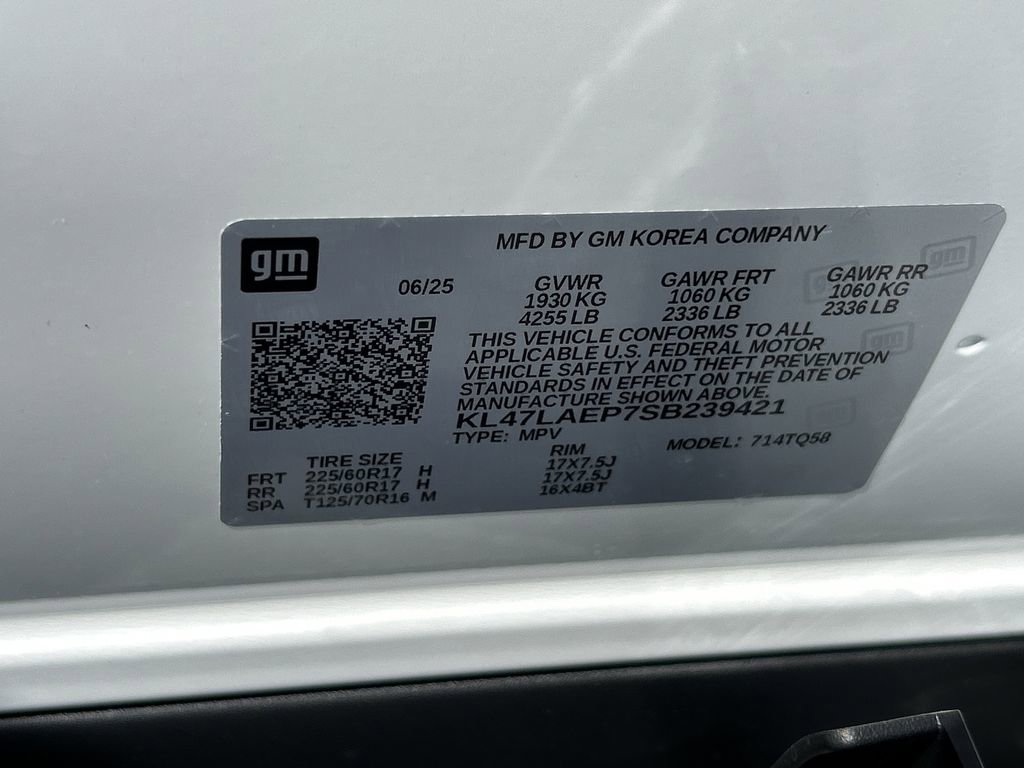 gm
MFD BY GM KOREA COMPANY
06/25
GVWR GAWR FRT GAWR RR
1930 KG 1060 KG 1060 KG
4255 LB 2336 LB 2336 LB
THIS VEHICLE CONFORMS TO ALL
APPLICABLE U.S. FEDERAL MOTOR
VEHICLE SAFETY AND THEFT PREVENTION
STANDARDS IN EFFECT ON THE DATE OF
MANUFACTURE SHOWN ABOVE.
KL47LAEP7SB239421
TYPE: MPV MODEL: 714TQ58
TIRE SIZE RIM
FRT 225/60R17 H 17X7.5J
RR 225/60R17 H 17X7.5J
SPA T125/70R16 M 16X4BT
gm
gm